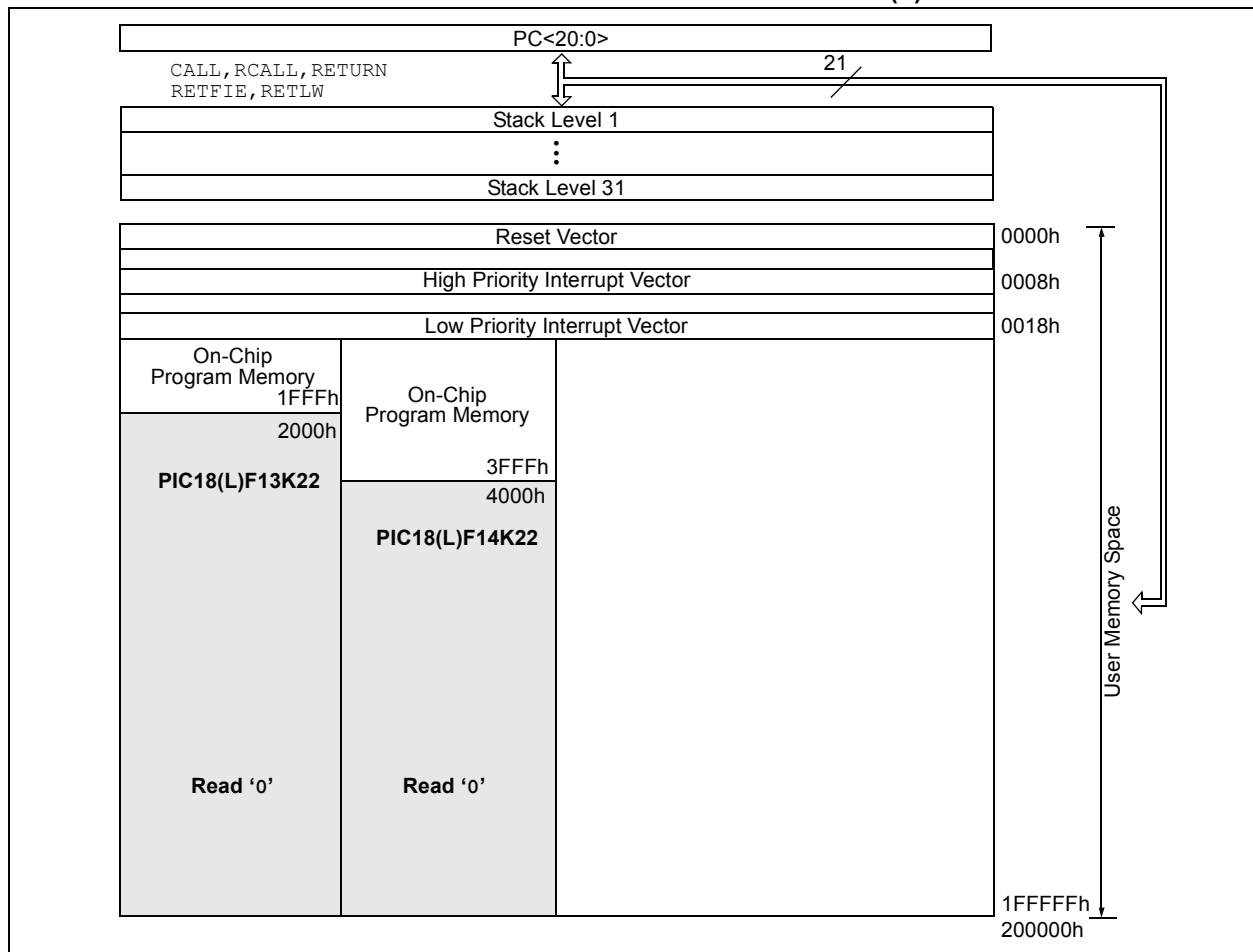 PC<20:0>
CALL,RCALL,RETURN
RETFIE,RETLW
21
Stack Level 1
Stack Level 31
Reset Vector
0000h
High Priority Interrupt Vector
0008h
Low Priority Interrupt Vector
0018h
On-Chip
Program Memory
1FFFh
2000h
PIC18(L)F13K22
Read ‘0’
On-Chip
Program Memory
3FFFh
4000h
PIC18(L)F14K22
Read ‘0’
User Memory Space
1FFFFFh
200000h